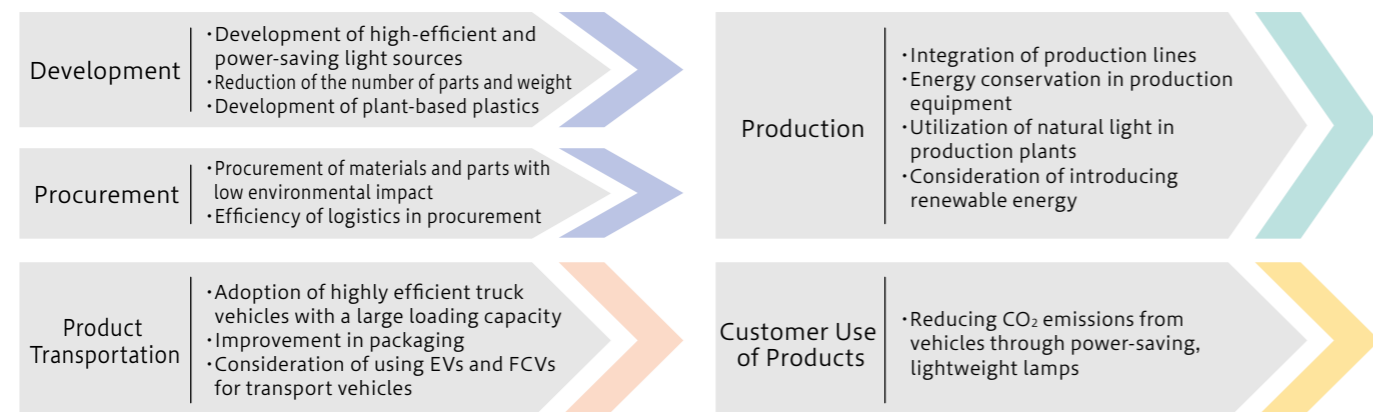 Development
・Development of high-efficient and
power-saving light sources
・Reduction of the number of parts and weight
・Development of plant-based plastics
Procurement
・Procurement of materials and parts with
low environmental impact
・Efficiency of logistics in procurement
Production
・Integration of production lines
・Energy conservation in production
equipment
・Utilization of natural light in
production plants
・Consideration of introducing
renewable energy
Product
Transportation
・Adoption of highly efficient truck
vehicles with a large loading capacity
・Improvement in packaging
・Consideration of using EVs and FCVs
for transport vehicles
Customer Use
of Products
・Reducing CO₂ emissions from
vehicles through power-saving,
lightweight lamps